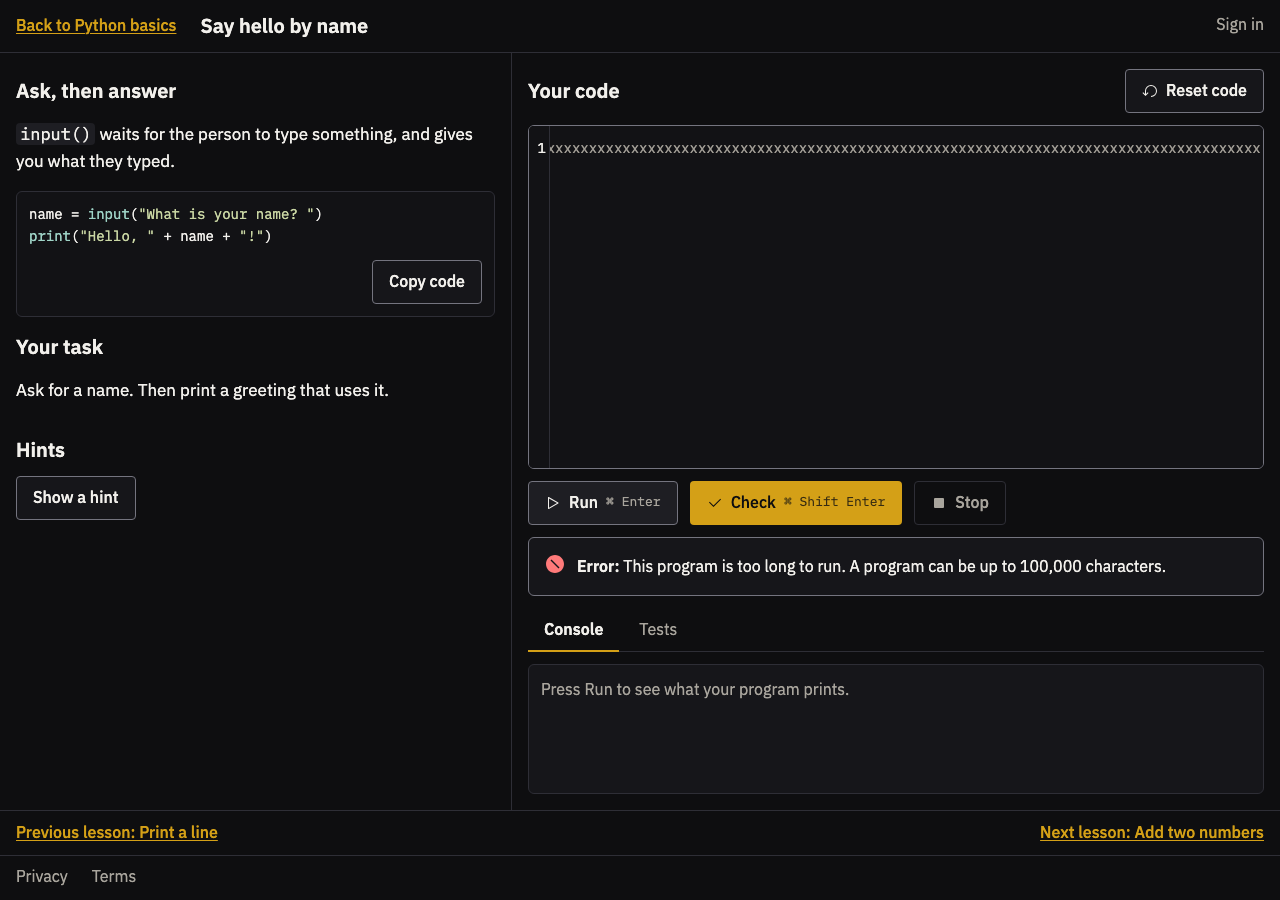 Back to Python basics
Say hello by name
Sign in
Ask, then answer
input() waits for the person to type something, and gives
you what they typed.
name = input("What is your name? ")
print("Hello, " + name + "!")
Copy code
Your task
Ask for a name. Then print a greeting that uses it.
Hints
Show a hint
Your code
Reset code
1
Run ⌘ Enter
Check ⌘ Shift Enter
Stop
Error: This program is too long to run. A program can be up to 100,000 characters.
Console
Tests
Press Run to see what your program prints.
Previous lesson: Print a line
Next lesson: Add two numbers
Privacy
Terms